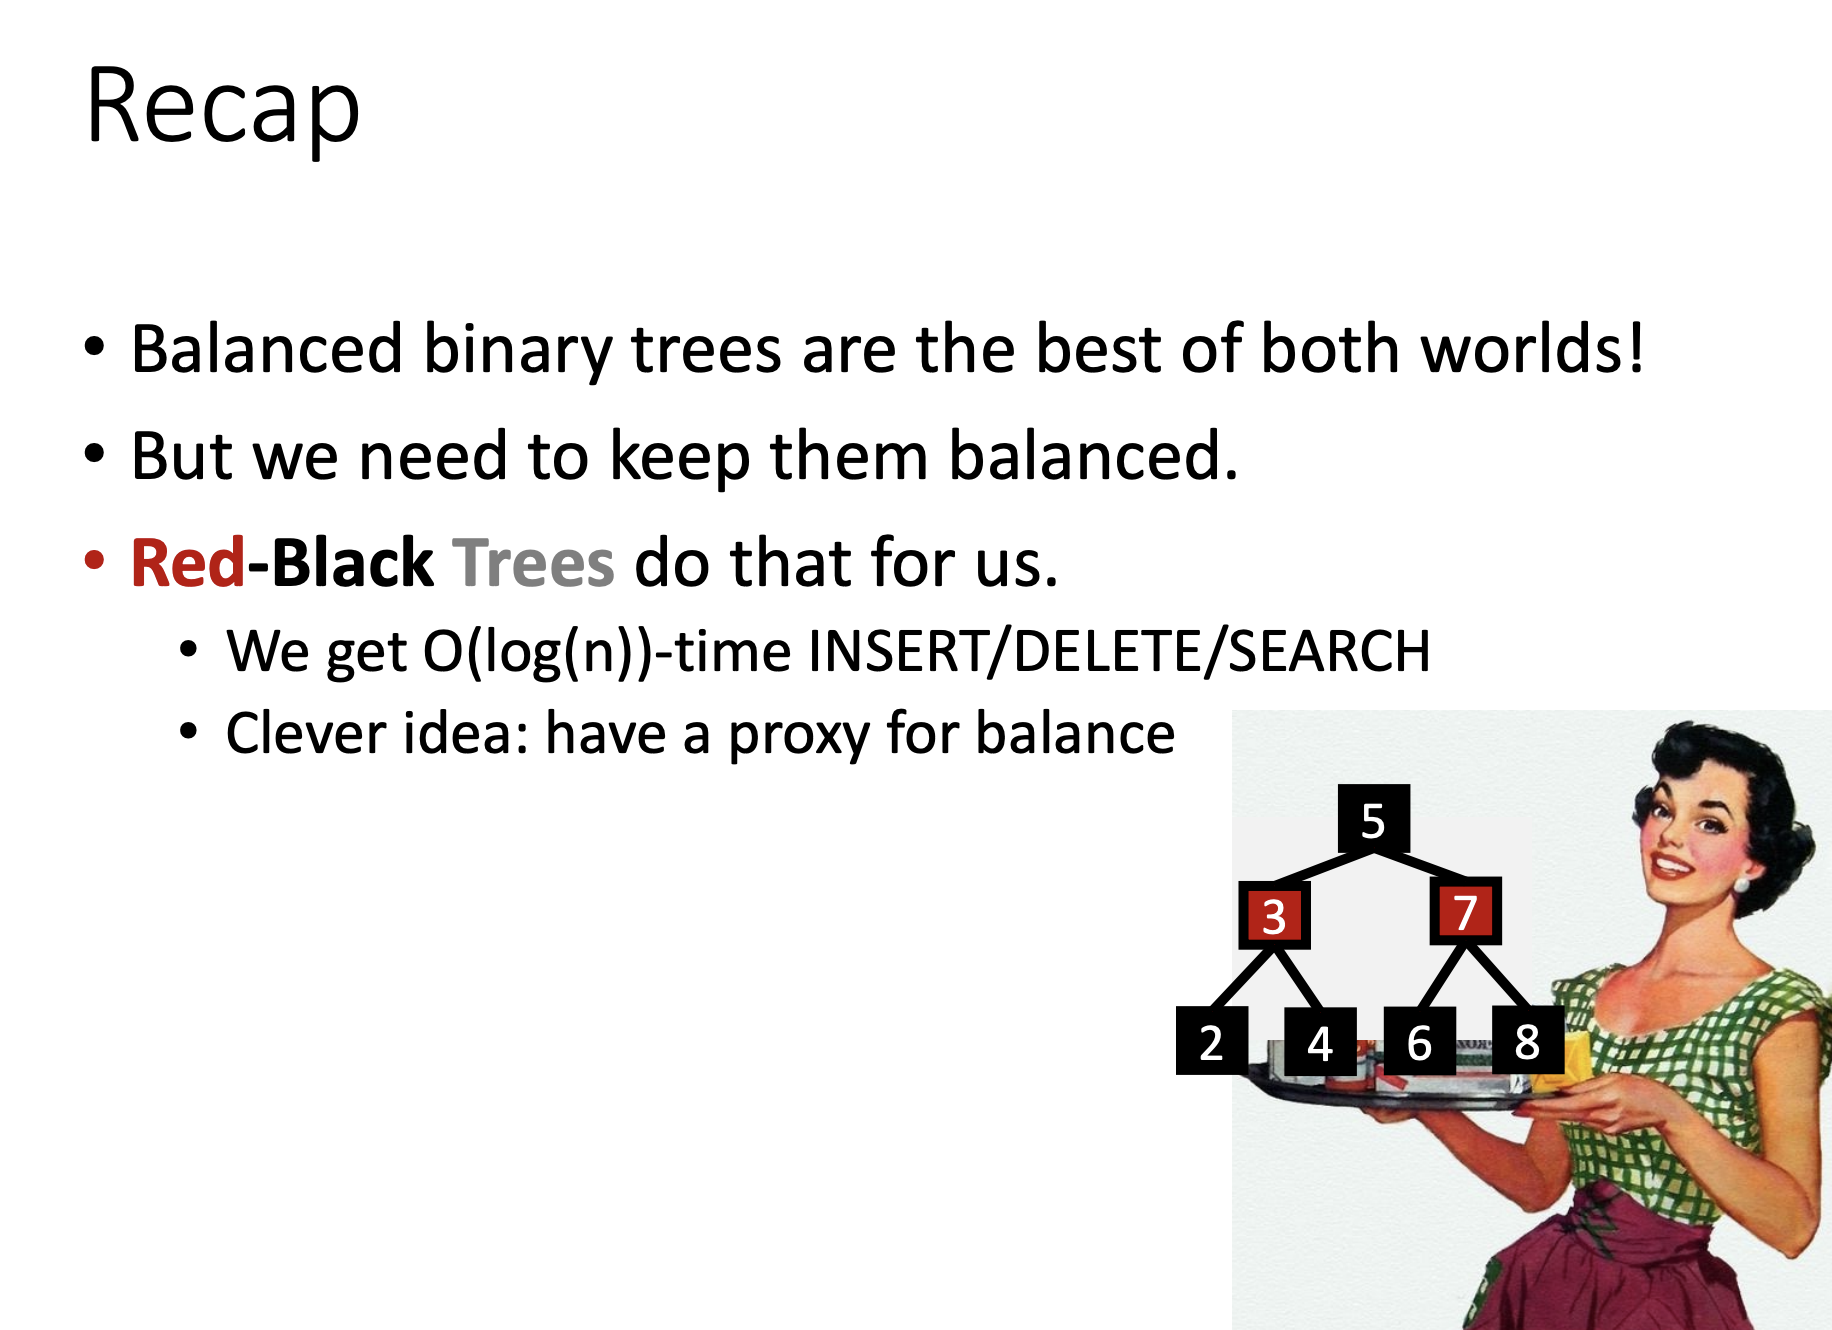 Recap
• Balanced binary trees are the best of both worlds!
• But we need to keep them balanced.
• Red-Black Trees do that for us.
• We get O(log(n))-time INSERT/DELETE/SEARCH
• Clever idea: have a proxy for balance
5
3 7
2 4 6 8